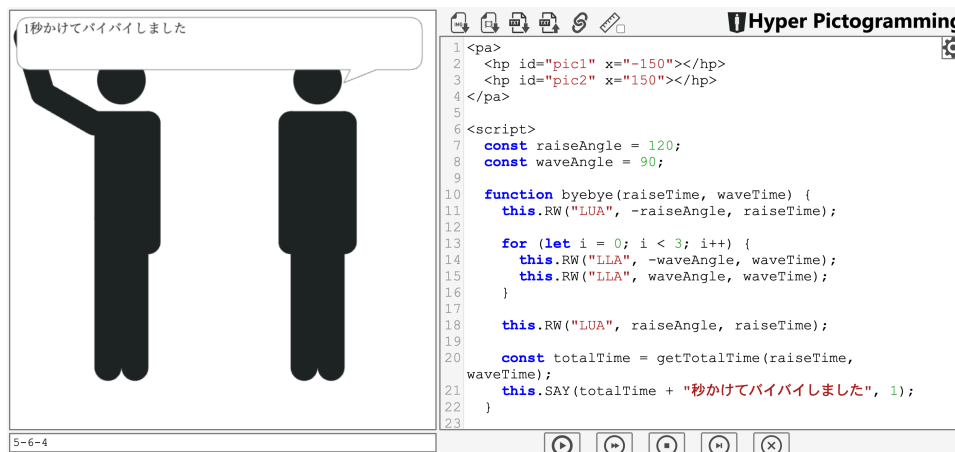 1秒かけてバイバイしました
IMG
TXT
TXT
Hyper Pictogramming
1 <pa>
2   <hp id="pic1" x="-150"></hp>
3   <hp id="pic2" x="150"></hp>
4 </pa>
5
6 <script>
7   const raiseAngle = 120;
8   const waveAngle = 90;
9
10   function byebye(raiseTime, waveTime) {
11     this.RW("LUA", -raiseAngle, raiseTime);
12
13     for (let i = 0; i < 3; i++) {
14       this.RW("LLA", -waveAngle, waveTime);
15       this.RW("LLA", waveAngle, waveTime);
16     }
17
18     this.RW("LUA", raiseAngle, raiseTime);
19
20     const totalTime = getTotalTime(raiseTime,
waveTime);
21     this.SAY(totalTime + "秒かけてバイバイしました", 1);
22   }
23
5-6-4